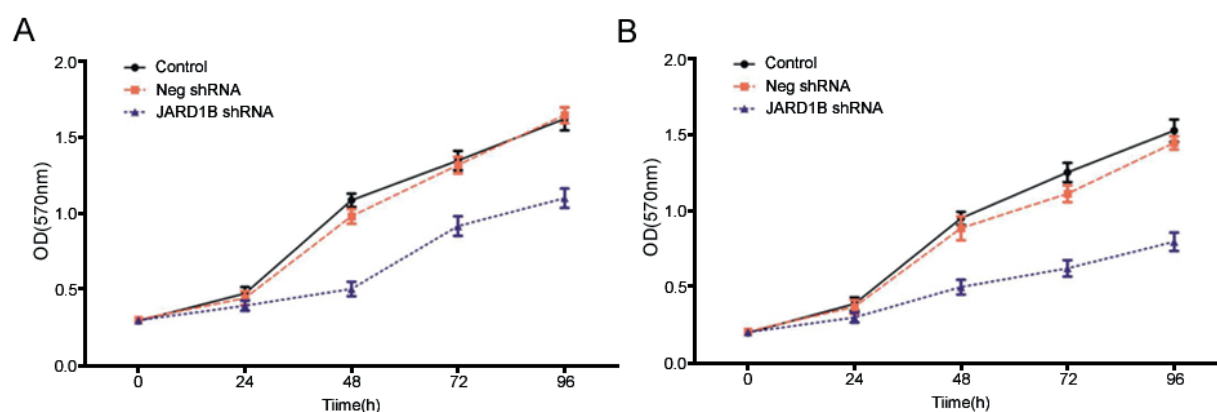 A
Control
Neg shRNA
JARD1B shRNA
OD(570nm)
2.0
1.5
1.0
0.5
0.0
0 24 48 72 96
Tiime(h)
B
Control
Neg shRNA
JARD1B shRNA
OD(570nm)
2.0
1.5
1.0
0.5
0.0
0 24 48 72 96
Tiime(h)